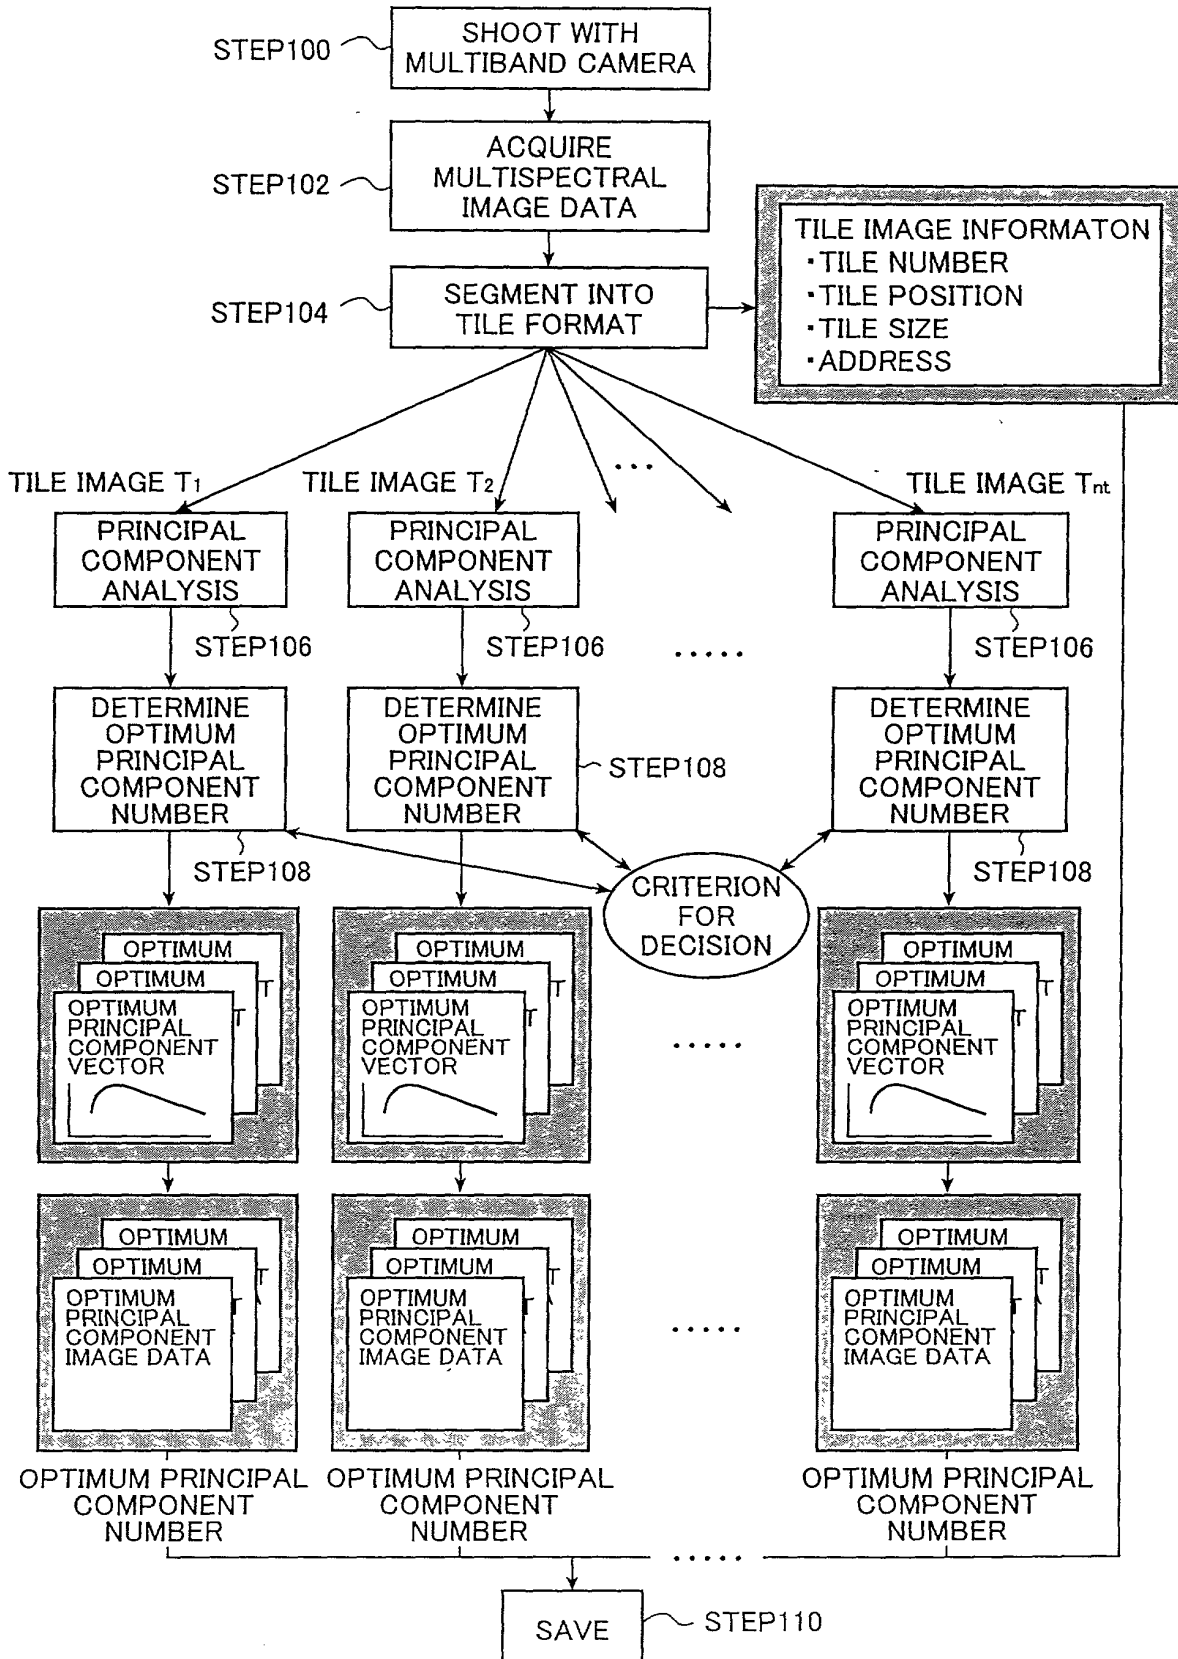 SHOOT WITH
MULTIBAND CAMERA
STEP100
ACQUIRE
MULTISPECTRAL
IMAGE DATA
STEP102
SEGMENT INTO
TILE FORMAT
STEP104
TILE IMAGE INFORMATON
・TILE NUMBER
・TILE POSITION
・TILE SIZE
・ADDRESS
...
TILE IMAGE T1
TILE IMAGE T2
TILE IMAGE Tnt
PRINCIPAL
COMPONENT
ANALYSIS
STEP106
PRINCIPAL
COMPONENT
ANALYSIS
STEP106
.....
PRINCIPAL
COMPONENT
ANALYSIS
STEP106
DETERMINE
OPTIMUM
PRINCIPAL
COMPONENT
NUMBER
STEP108
DETERMINE
OPTIMUM
PRINCIPAL
COMPONENT
NUMBER
STEP108
DETERMINE
OPTIMUM
PRINCIPAL
COMPONENT
NUMBER
STEP108
CRITERION
FOR
DECISION
OPTIMUM
OPTIMUM
T
OPTIMUM
PRINCIPAL
T
COMPONENT
VECTOR
OPTIMUM
OPTIMUM
T
OPTIMUM
PRINCIPAL
T
COMPONENT
VECTOR
.....
OPTIMUM
OPTIMUM
T
OPTIMUM
PRINCIPAL
T
COMPONENT
VECTOR
OPTIMUM
OPTIMUM
T
OPTIMUM
PRINCIPAL
T
COMPONENT
IMAGE DATA
OPTIMUM
OPTIMUM
T
OPTIMUM
PRINCIPAL
T
COMPONENT
IMAGE DATA
.....
OPTIMUM
OPTIMUM
T
OPTIMUM
PRINCIPAL
T
COMPONENT
IMAGE DATA
OPTIMUM PRINCIPAL
COMPONENT
NUMBER
OPTIMUM PRINCIPAL
COMPONENT
NUMBER
OPTIMUM PRINCIPAL
COMPONENT
NUMBER
.....
SAVE
STEP110